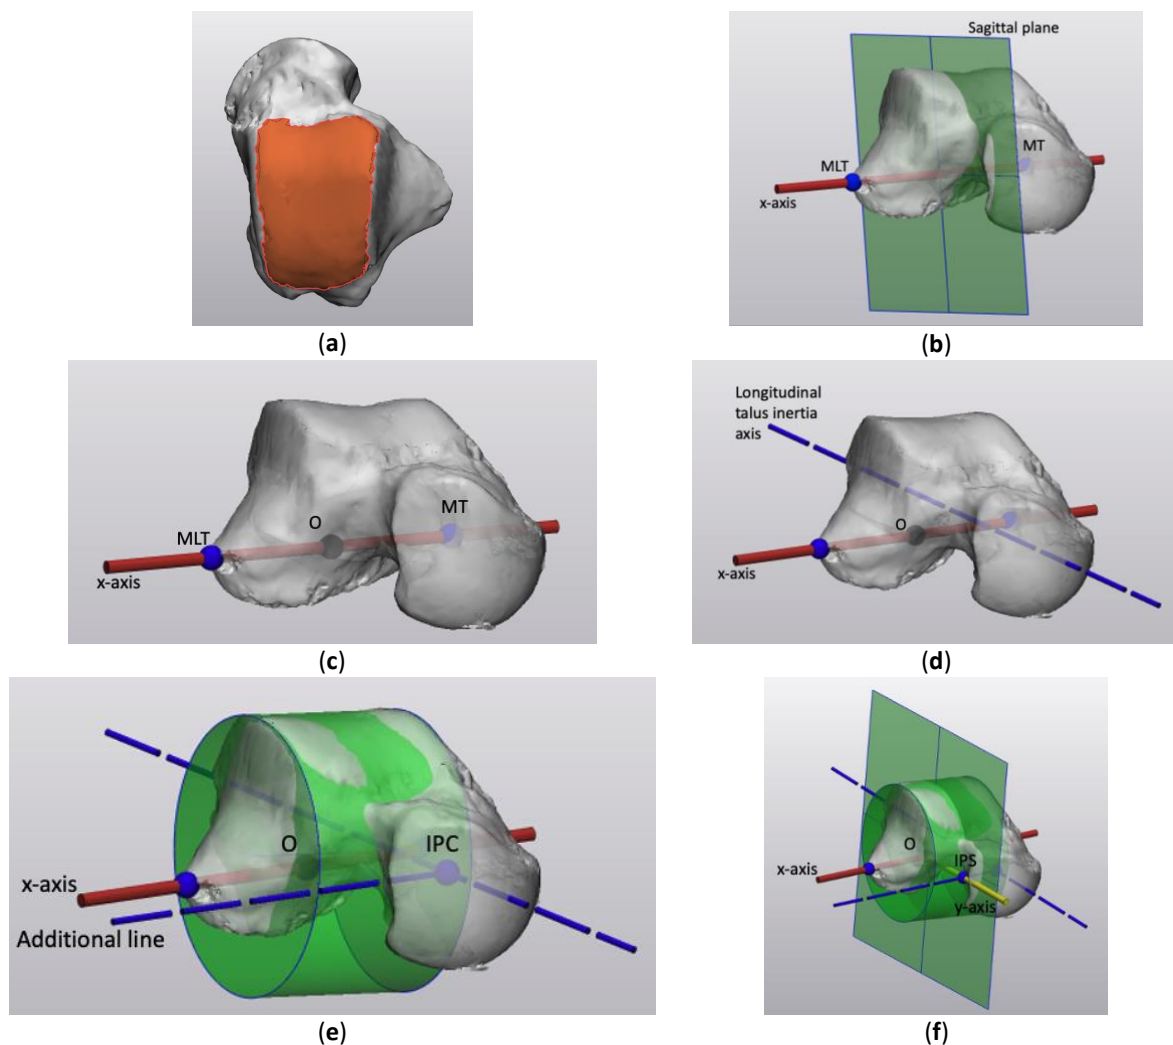 Sagittal plane
MT
MLT
x-axis
(a)
(b)
O
MT
MLT
x-axis
Longitudinal
talus inertia
axis
O
x-axis
(c)
(d)
O
IPC
x-axis
Additional line
O
IPS
x-axis
y-axis
(e)
(f)